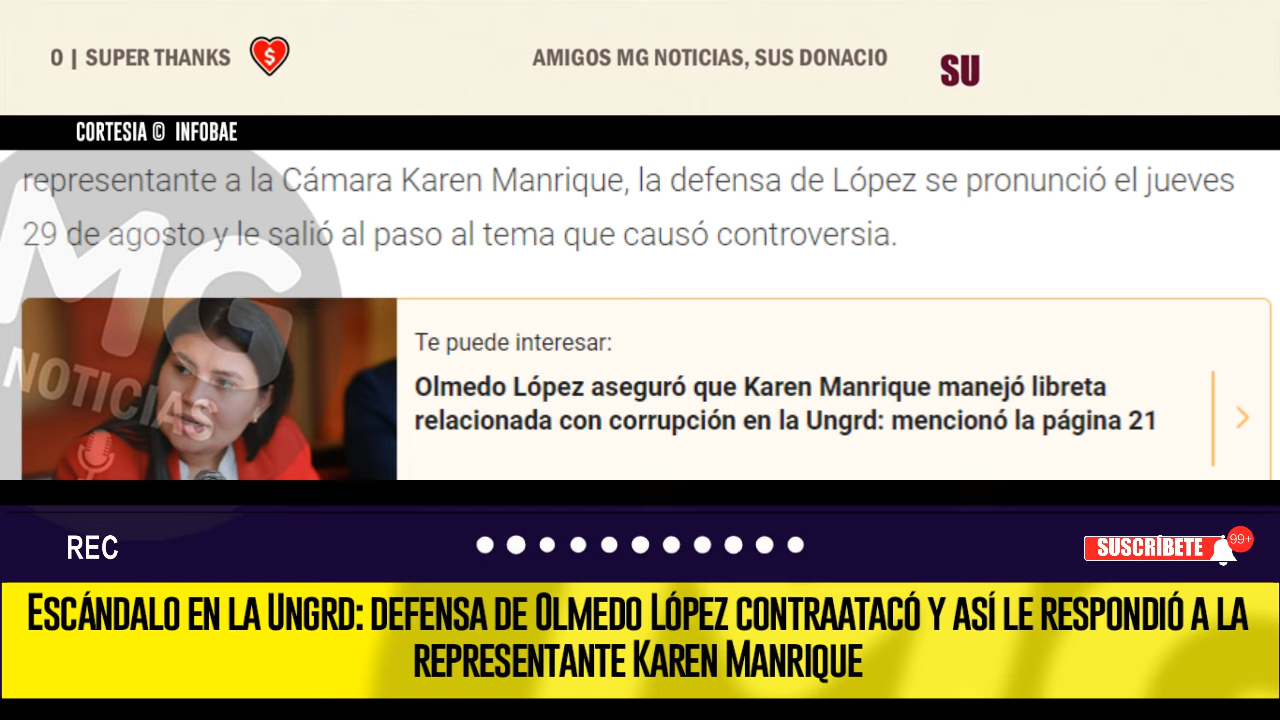 O | SUPER THANKS $ AMIGOS MG NOTICIAS, SUS DONACIO SU
CORTESIA © INFOBAE
representante a la Cámara Karen Manrique, la defensa de López se pronunció el jueves
29 de agosto y le salió al paso al tema que causó controversia.
MG
NOTICIAS
Te puede interesar:
Olmedo López aseguró que Karen Manrique manejó libreta
relacionada con corrupción en la Ungrd: mencionó la página 21
REC
SUSCRÍBETE 99+
ESCÁNDALO EN LA UNGRD: DEFENSA DE OLMEDO LÓPEZ CONTRAATACÓ Y ASÍ LE RESPONDIÓ A LA
REPRESENTANTE KAREN MANRIQUE